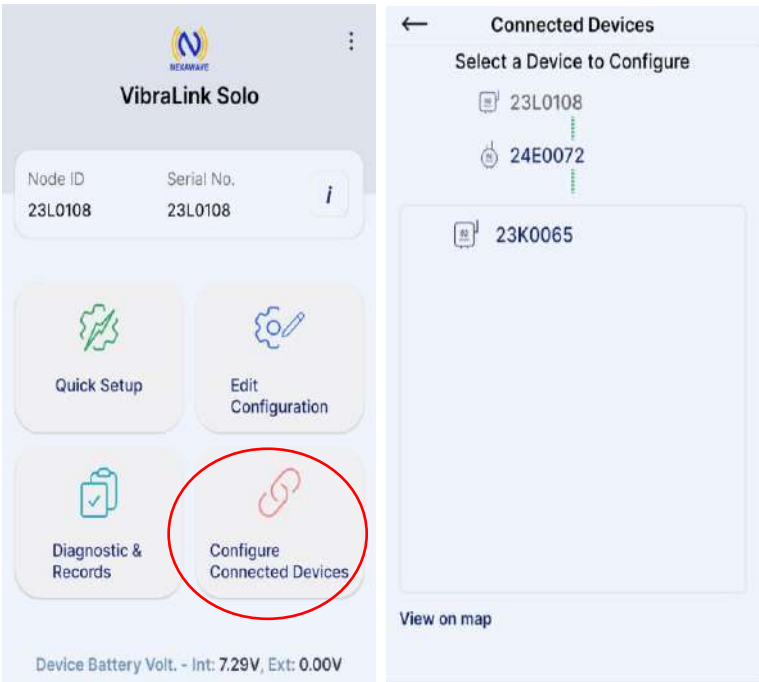 NEXAWAVE
VibraLink Solo
Node ID Serial No.
23L0108 23L0108 i
Quick Setup
Edit
Configuration
Diagnostic &
Records
Configure
Connected Devices
Device Battery Volt. - Int: 7.29V, Ext: 0.00V
Connected Devices
Select a Device to Configure
23L0108
24E0072
23K0065
View on map